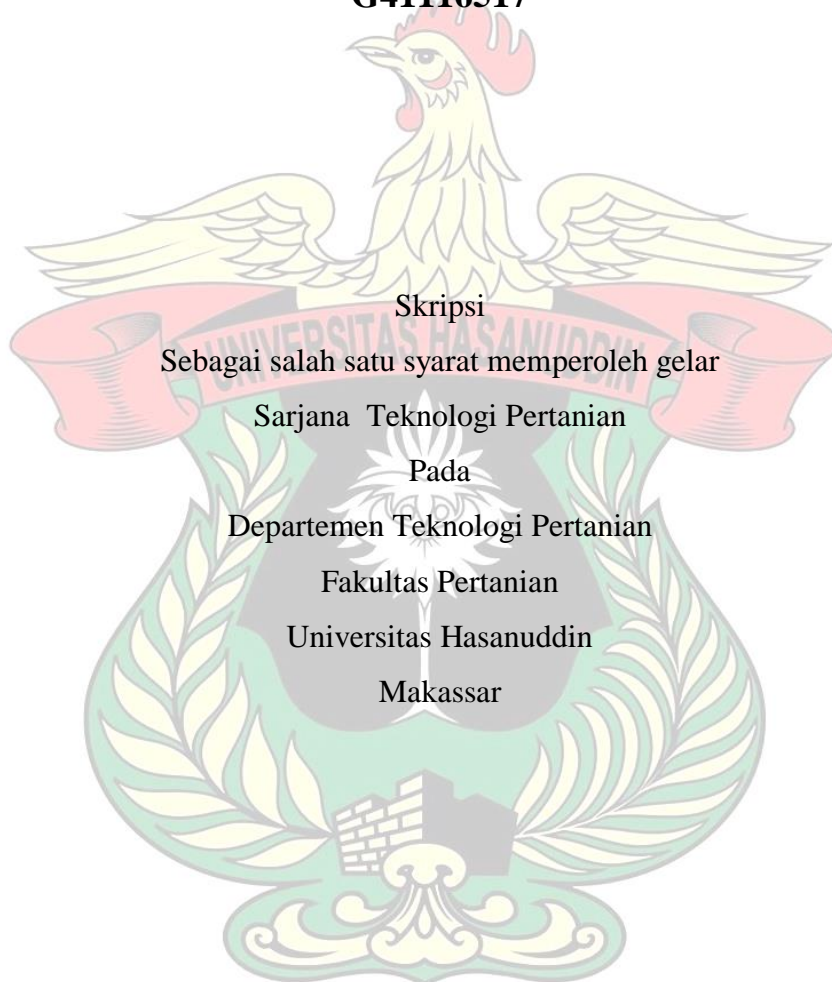 G41116517
Skripsi
UNIVERSITAS HASANUDDIN
Sebagai salah satu syarat memperoleh gelar
Sarjana Teknologi Pertanian
Pada
Departemen Teknologi Pertanian
Fakultas Pertanian
Universitas Hasanuddin
Makassar